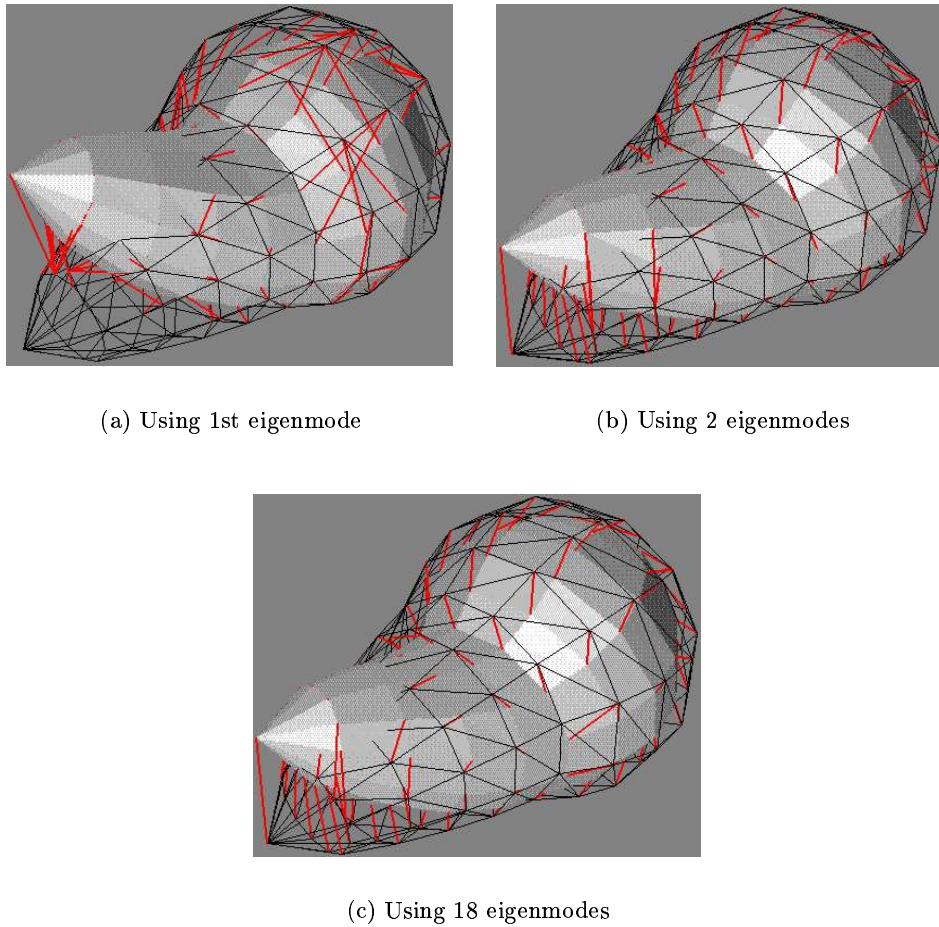 (a) Using 1st eigenmode
(b) Using 2 eigenmodes
(c) Using 18 eigenmodes